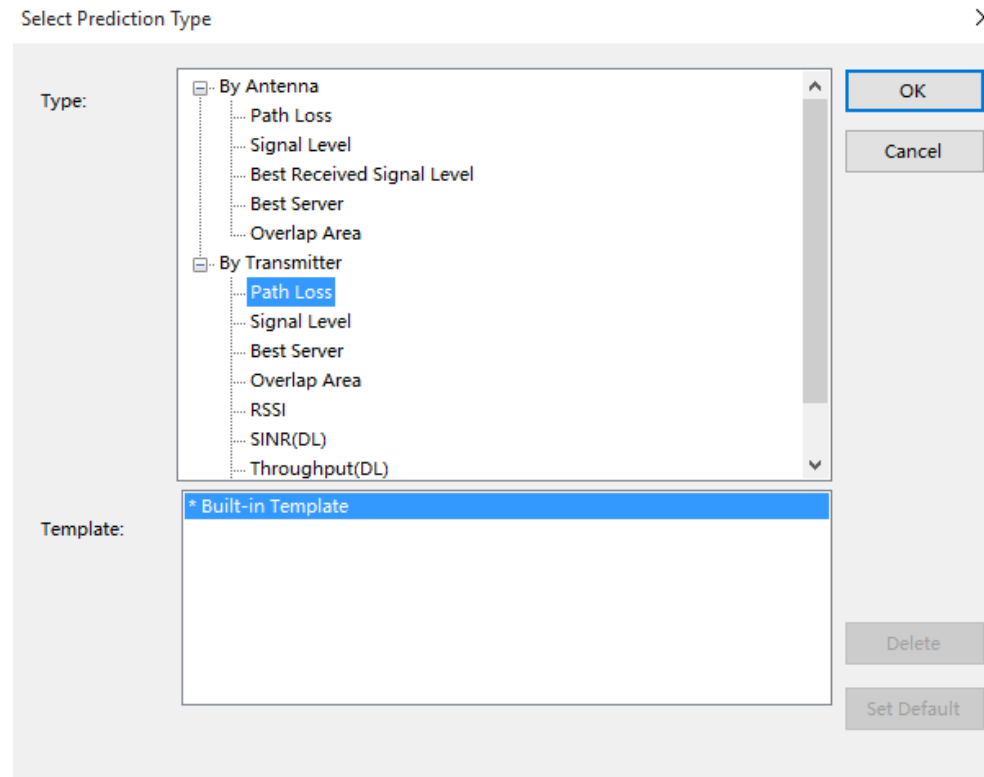 Select Prediction Type
Type:
By Antenna
Path Loss
Signal Level
Best Received Signal Level
Best Server
Overlap Area
By Transmitter
Path Loss
Signal Level
Best Server
Overlap Area
RSSI
SINR(DL)
Throughput(DL)
OK
Cancel
Template:
* Built-in Template
Delete
Set Default